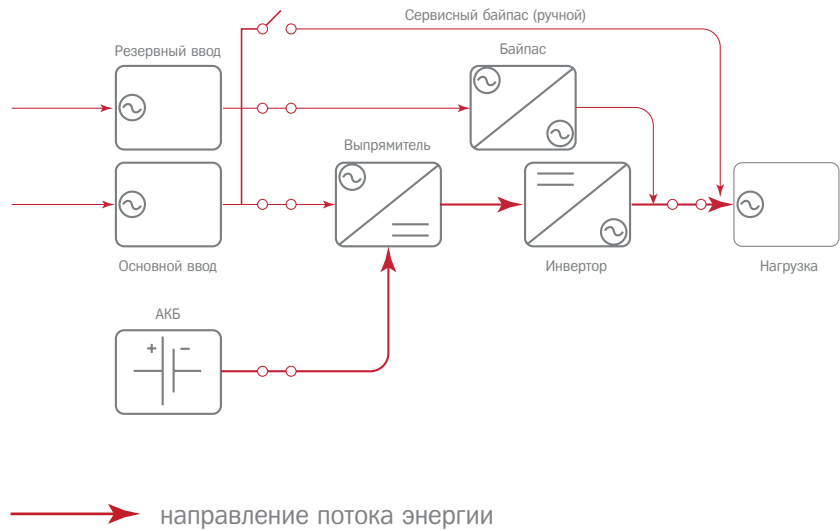 Сервисный байпас (ручной)
Резервный ввод
Байпас
Выпрямитель
Основной ввод
Инвертор
Нагрузка
АКБ
+ −
направление потока энергии